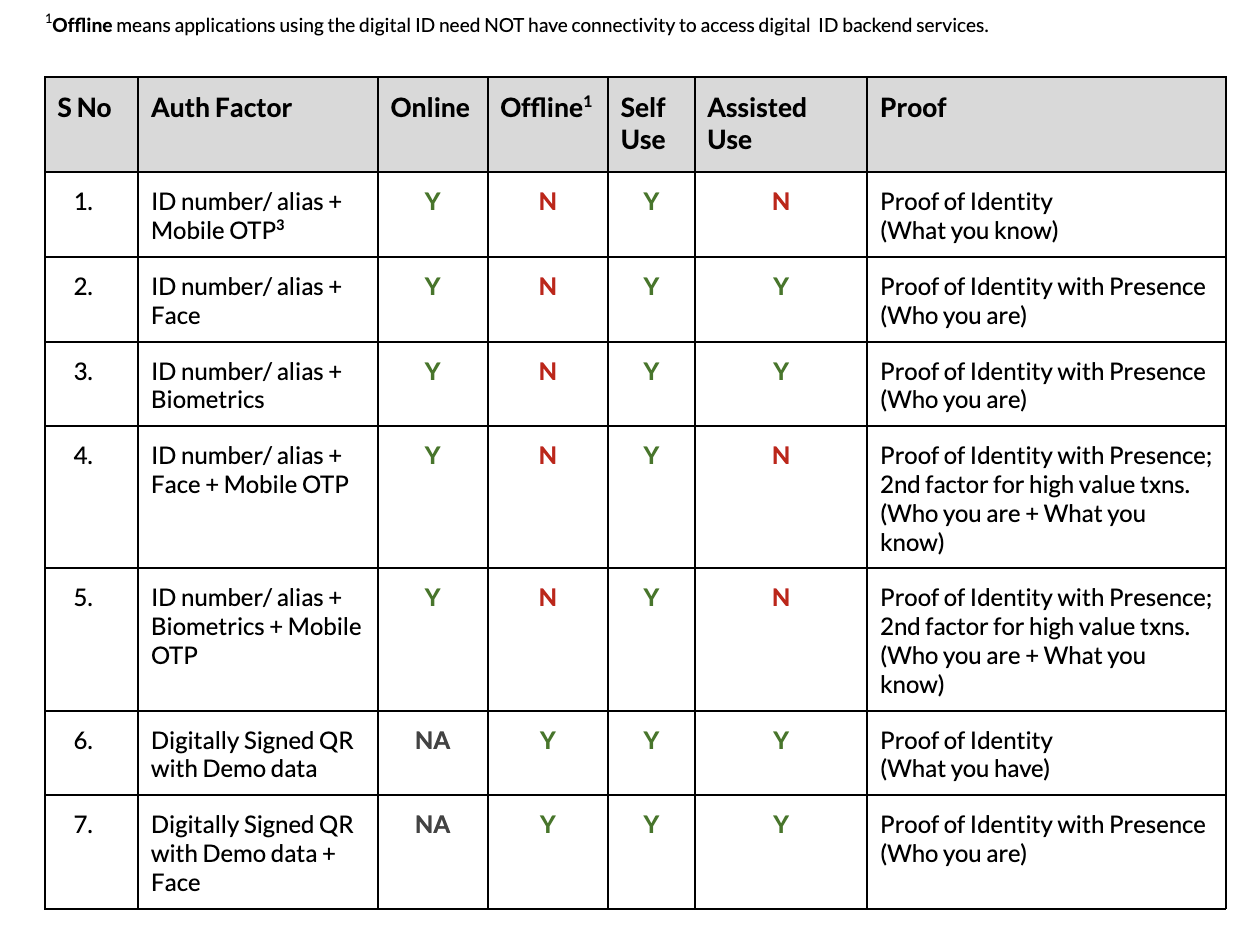 ¹Offline means applications using the digital ID need NOT have connectivity to access digital ID backend services.
S No Auth Factor Online Offline¹ Self Use Assisted Use Proof
1. ID number/ alias + Mobile OTP³ Y N Y N Proof of Identity (What you know)
2. ID number/ alias + Face Y N Y Y Proof of Identity with Presence (Who you are)
3. ID number/ alias + Biometrics Y N Y Y Proof of Identity with Presence (Who you are)
4. ID number/ alias + Face + Mobile OTP Y N Y N Proof of Identity with Presence; 2nd factor for high value txns. (Who you are + What you know)
5. ID number/ alias + Biometrics + Mobile OTP Y N Y N Proof of Identity with Presence; 2nd factor for high value txns. (Who you are + What you know)
6. Digitally Signed QR with Demo data NA Y Y Y Proof of Identity (What you have)
7. Digitally Signed QR with Demo data + Face NA Y Y Y Proof of Identity with Presence (Who you are)